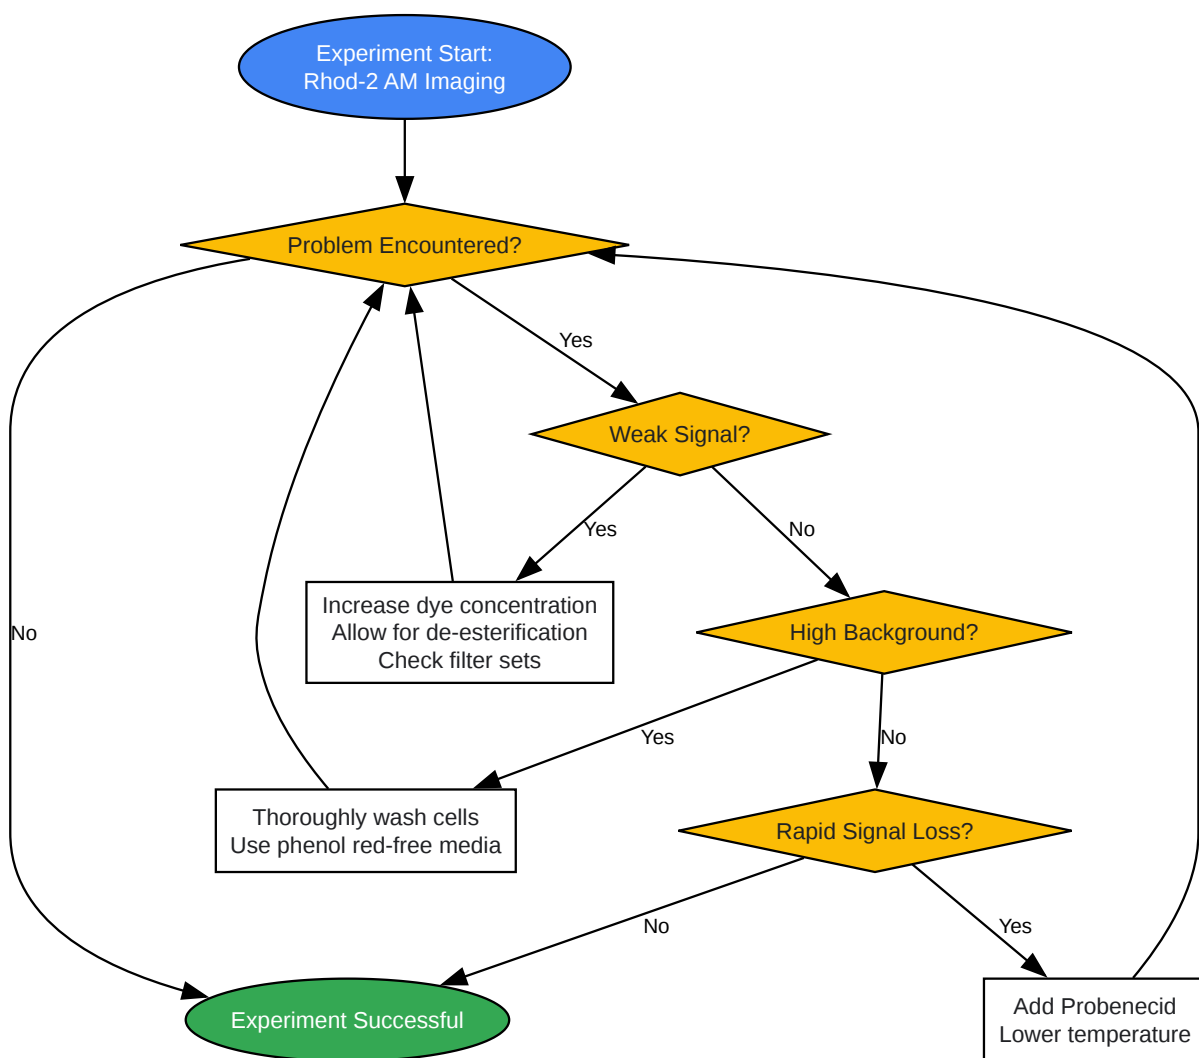 Experiment Start:
Rhod-2 AM Imaging
Problem Encountered?
Yes
Weak Signal?
Yes
No
Increase dye concentration
Allow for de-esterification
Check filter sets
High Background?
No
Yes
No
Thoroughly wash cells
Use phenol red-free media
Rapid Signal Loss?
No
Yes
Experiment Successful
Add Probenecid
Lower temperature